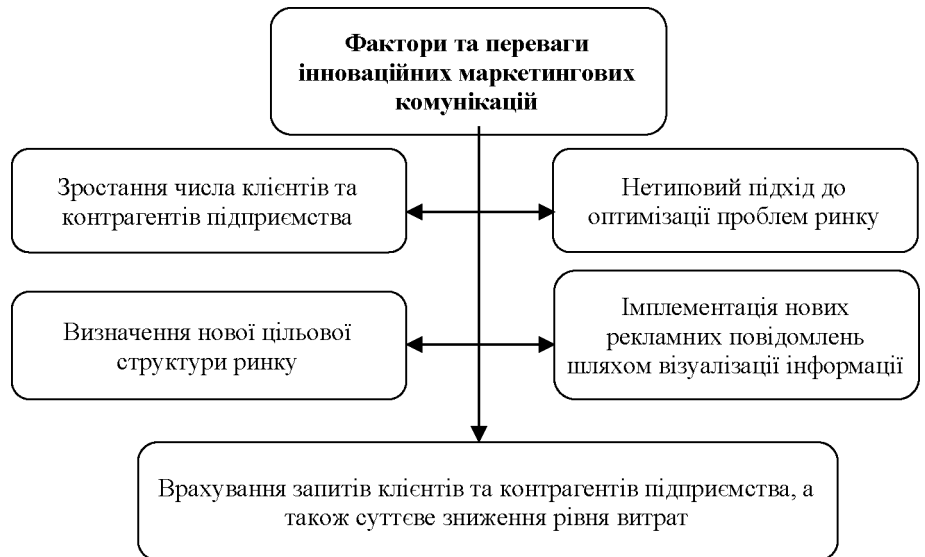 Фактори та переваги
інноваційних маркетингових
комунікацій
Зростання числа клієнтів та
контрагентів підприємства
Нетиповий підхід до
оптимізації проблем ринку
Визначення нової цільової
структури ринку
Імплементація нових
рекламних повідомлень
шляхом візуалізації інформації
Врахування запитів клієнтів та контрагентів підприємства, а
також суттєве зниження рівня витрат